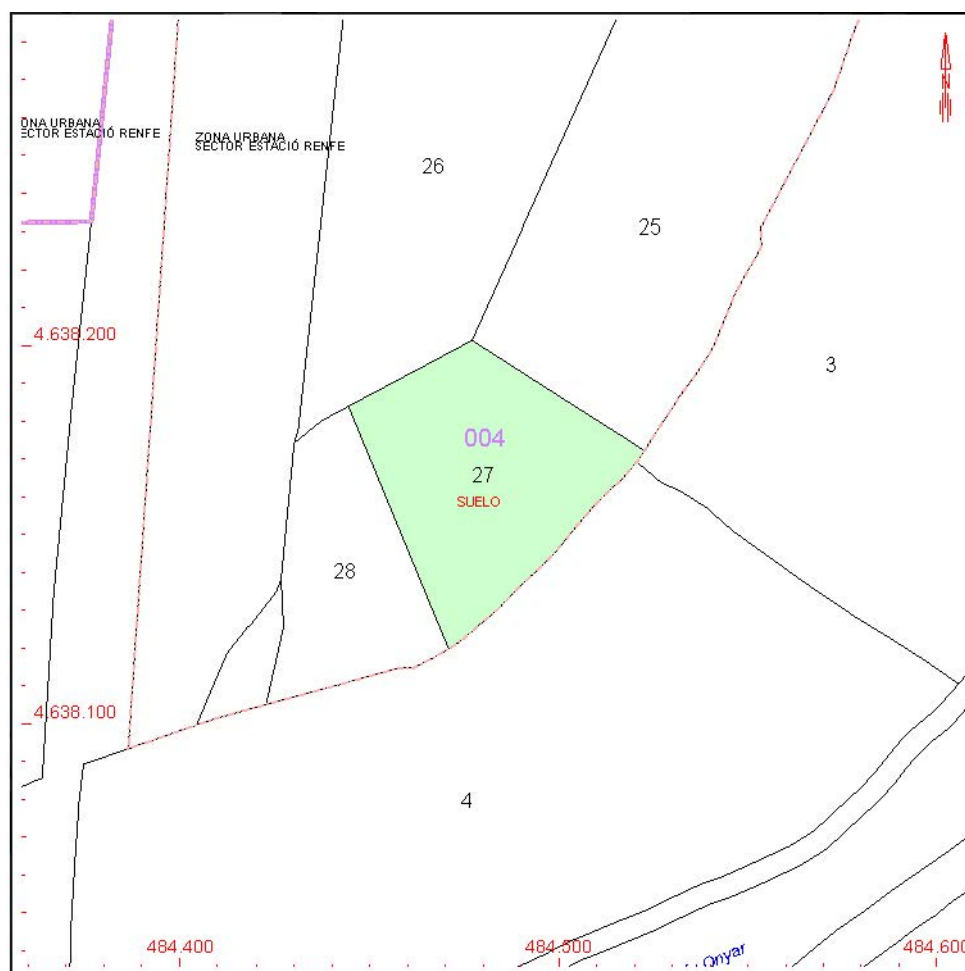 N
ONA URBANA
ECTOR ESTACIÓ RENFE
ZONA URBANA
SECTOR ESTACIÓ RENFE
26
25
4.638.200
3
004
27
SUELO
28
4.638.100
4
484.400
484.500
484.600
Onyar